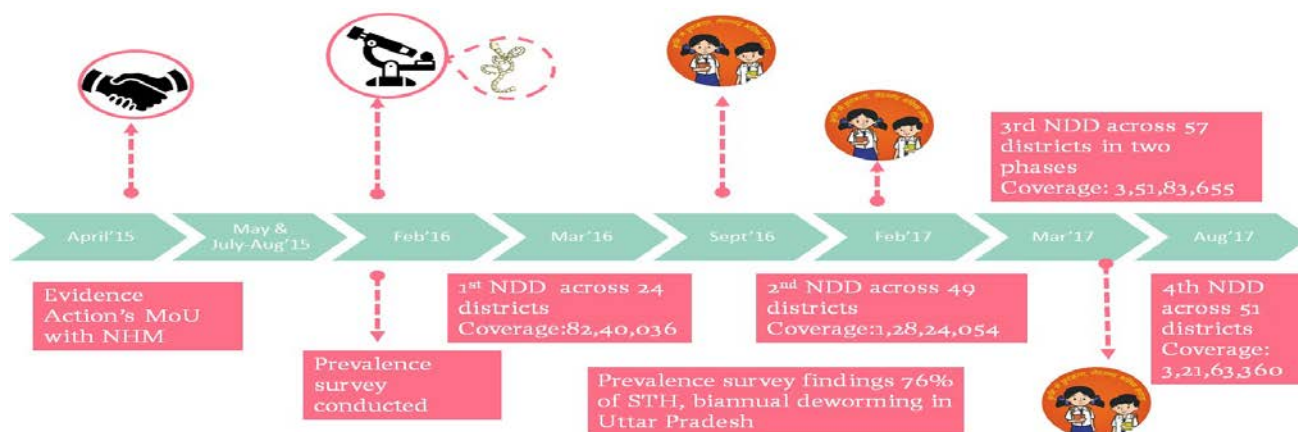 3rd NDD across 57
districts in two
phases
Coverage: 3,51,83,655
April'15
May &
July-Aug'15
Feb'16
Mar'16
Sept'16
Feb'17
Mar'17
Aug'17
Evidence
Action's MoU
with NHM
Prevalence
survey
conducted
1st NDD across 24
districts
Coverage:82,40,036
2nd NDD across 49
districts
Coverage:1,28,24,054
4th NDD
across 51
districts
Coverage:
3,21,63,360
Prevalence survey findings 76%
of STH, biannual deworming in
Uttar Pradesh